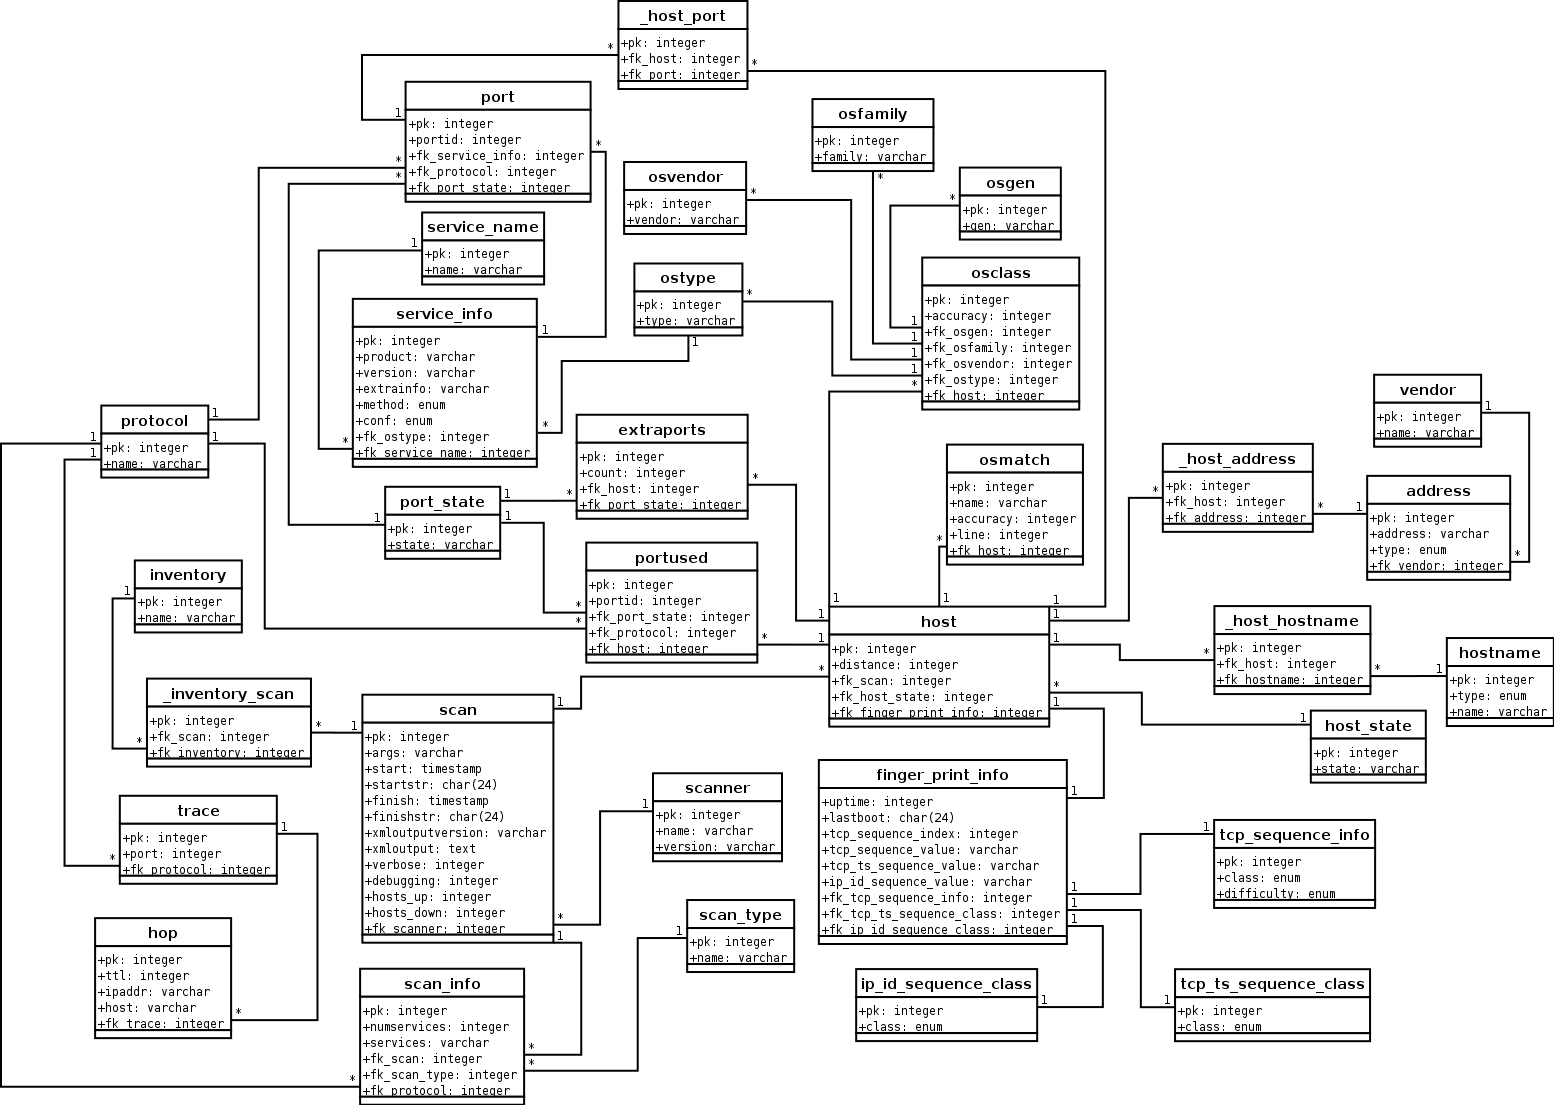 _host_port
+pk: integer
+fk_host: integer
+fk_port: integer
port
+pk: integer
+portid: integer
+fk_service_info: integer
+fk_protocol: integer
+fk_port_state: integer
osfamily
+pk: integer
+family: varchar
osvendor
+pk: integer
+vendor: varchar
osgen
+pk: integer
+gen: varchar
service_name
+pk: integer
+name: varchar
ostype
+pk: integer
+type: varchar
osclass
+pk: integer
+accuracy: integer
+fk_osgen: integer
+fk_osfamily: integer
+fk_osvendor: integer
+fk_ostype: integer
+fk_host: integer
service_info
+pk: integer
+product: varchar
+version: varchar
+extrainfo: varchar
+method: enum
+conf: enum
+fk_ostype: integer
+fk_service_name: integer
protocol
+pk: integer
+name: varchar
extraports
+pk: integer
+count: integer
+fk_host: integer
+fk_port_state: integer
osmatch
+pk: integer
+name: varchar
+accuracy: integer
+line: integer
+fk_host: integer
vendor
+pk: integer
+name: varchar
_host_address
+pk: integer
+fk_host: integer
+fk_address: integer
address
+pk: integer
+address: varchar
+type: enum
+fk_vendor: integer
port_state
+pk: integer
+state: varchar
portused
+pk: integer
+portid: integer
+fk_port_state: integer
+fk_protocol: integer
+fk_host: integer
inventory
+pk: integer
+name: varchar
host
+pk: integer
+distance: integer
+fk_scan: integer
+fk_host_state: integer
+fk_finger_print_info: integer
_host_hostname
+pk: integer
+fk_host: integer
+fk_hostname: integer
hostname
+pk: integer
+type: enum
+name: varchar
_inventory_scan
+pk: integer
+fk_scan: integer
+fk_inventory: integer
scan
+pk: integer
+args: varchar
+start: timestamp
+startstr: char(24)
+finish: timestamp
+finishstr: char(24)
+xmloutputversion: varchar
+xmloutput: text
+verbose: integer
+debugging: integer
+hosts_up: integer
+hosts_down: integer
+fk_scanner: integer
host_state
+pk: integer
+state: varchar
scanner
+pk: integer
+name: varchar
+version: varchar
finger_print_info
+uptime: integer
+lastboot: char(24)
+tcp_sequence_index: integer
+tcp_sequence_value: varchar
+tcp_ts_sequence_value: varchar
+ip_id_sequence_value: varchar
+fk_tcp_sequence_info: integer
+fk_tcp_ts_sequence_class: integer
+fk_ip_id_sequence_class: integer
trace
+pk: integer
+port: integer
+fk_protocol: integer
tcp_sequence_info
+pk: integer
+class: enum
+difficulty: enum
hop
+pk: integer
+ttl: integer
+ipaddr: varchar
+host: varchar
+fk_trace: integer
scan_type
+pk: integer
+name: varchar
scan_info
+pk: integer
+numservices: integer
+services: varchar
+fk_scan: integer
+fk_scan_type: integer
+fk_protocol: integer
ip_id_sequence_class
+pk: integer
+class: enum
tcp_ts_sequence_class
+pk: integer
+class: enum